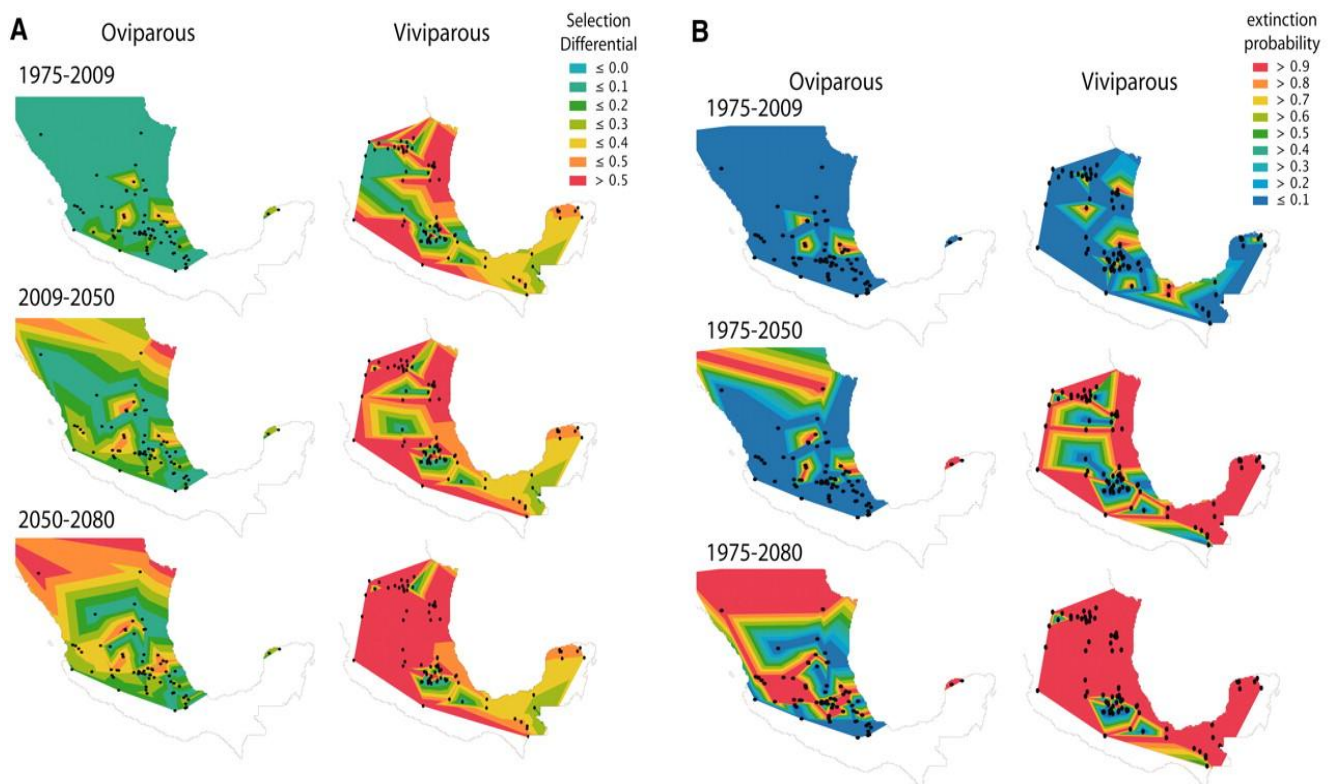 A
Oviparous
Viviparous
Selection
Differential
≤ 0.0
≤ 0.1
≤ 0.2
≤ 0.3
≤ 0.4
≤ 0.5
> 0.5
1975-2009
2009-2050
2050-2080
B
Oviparous
Viviparous
extinction
probability
> 0.9
> 0.8
> 0.7
> 0.6
> 0.5
> 0.4
> 0.3
> 0.2
≤ 0.1
1975-2009
1975-2050
1975-2080